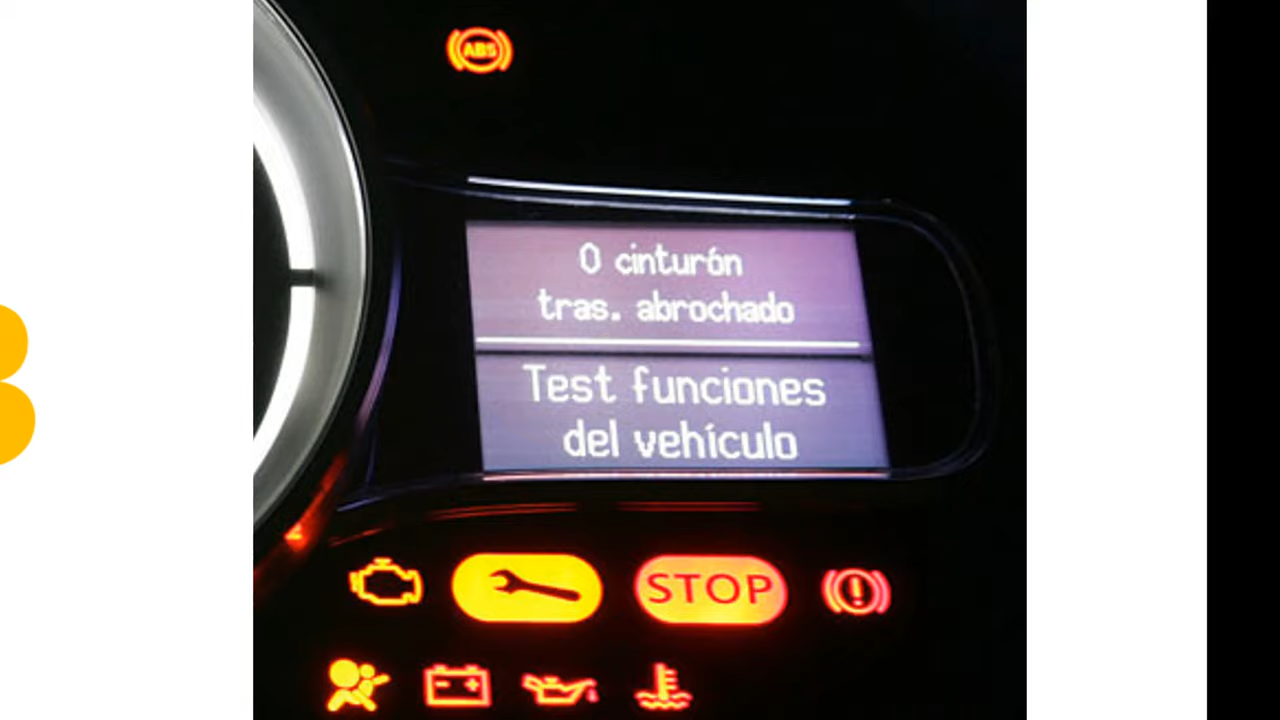 ABS
0 cinturón
tras. abrochado
Test funciones
del vehículo
STOP